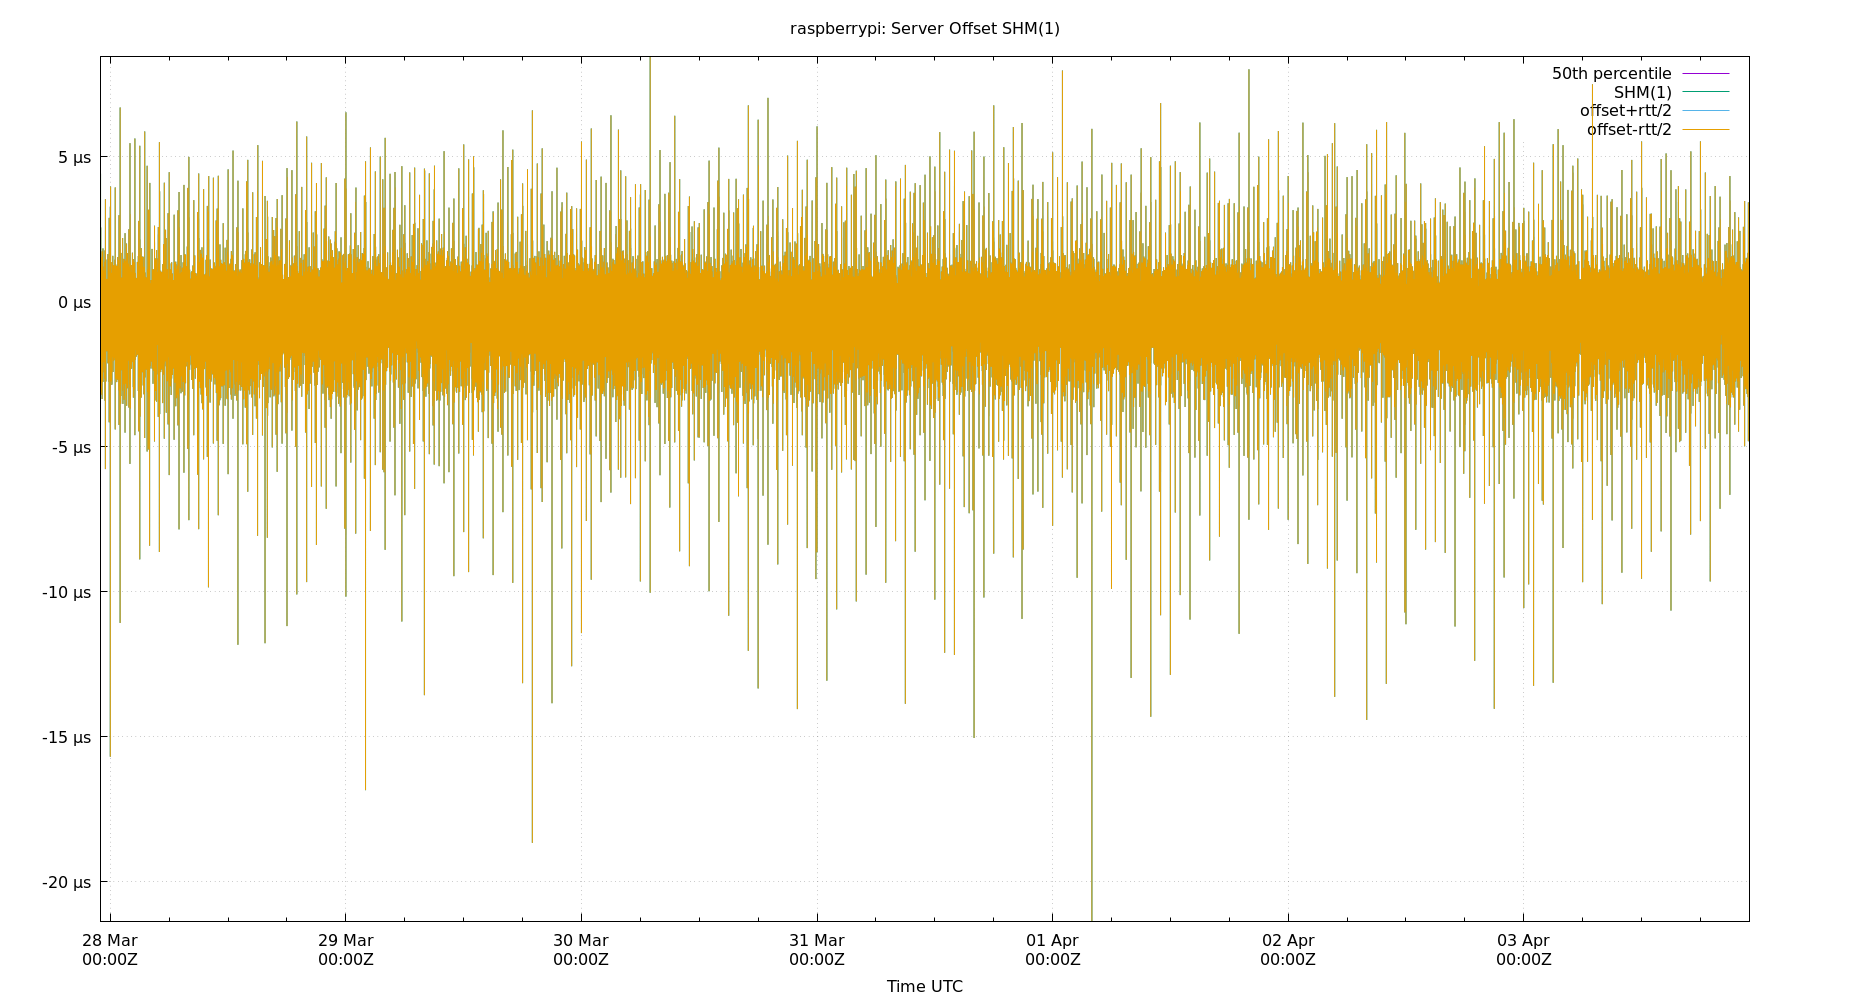 raspberrypi: Server Offset SHM(1)
50th percentile
SHM(1)
offset+rtt/2
offset-rtt/2
5 µs
0 µs
-5 µs
-10 µs
-15 µs
-20 µs
28 Mar 29 Mar 30 Mar 31 Mar 01 Apr 02 Apr 03 Apr
00:00Z 00:00Z 00:00Z 00:00Z 00:00Z 00:00Z 00:00Z
Time UTC